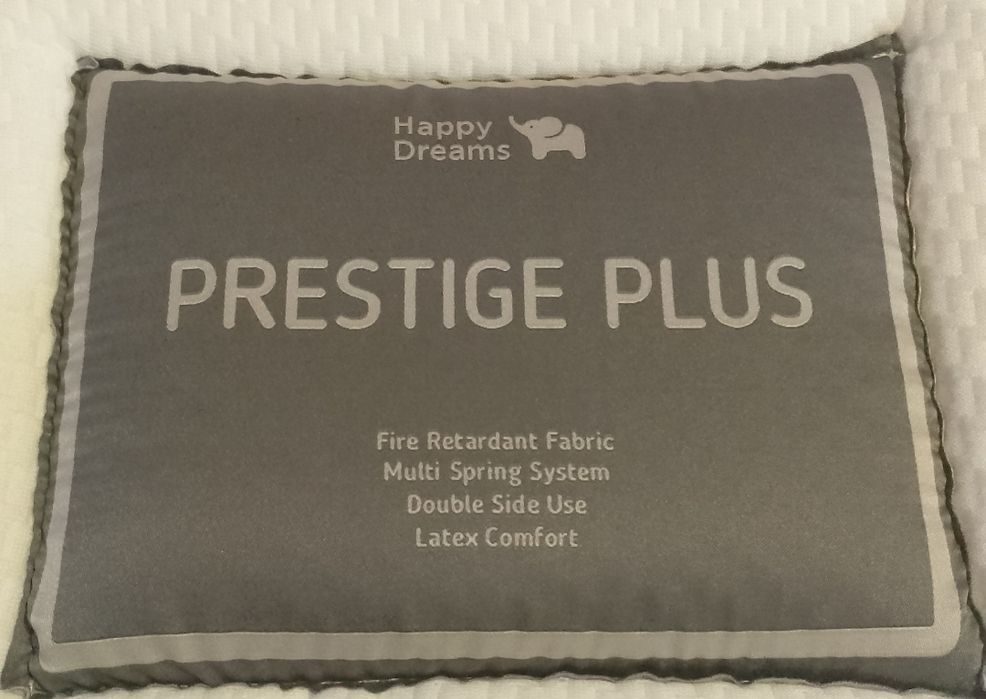 Happy
Dreams
PRESTIGE PLUS
Fire Retardant Fabric
Multi Spring System
Double Side Use
Latex Comfort